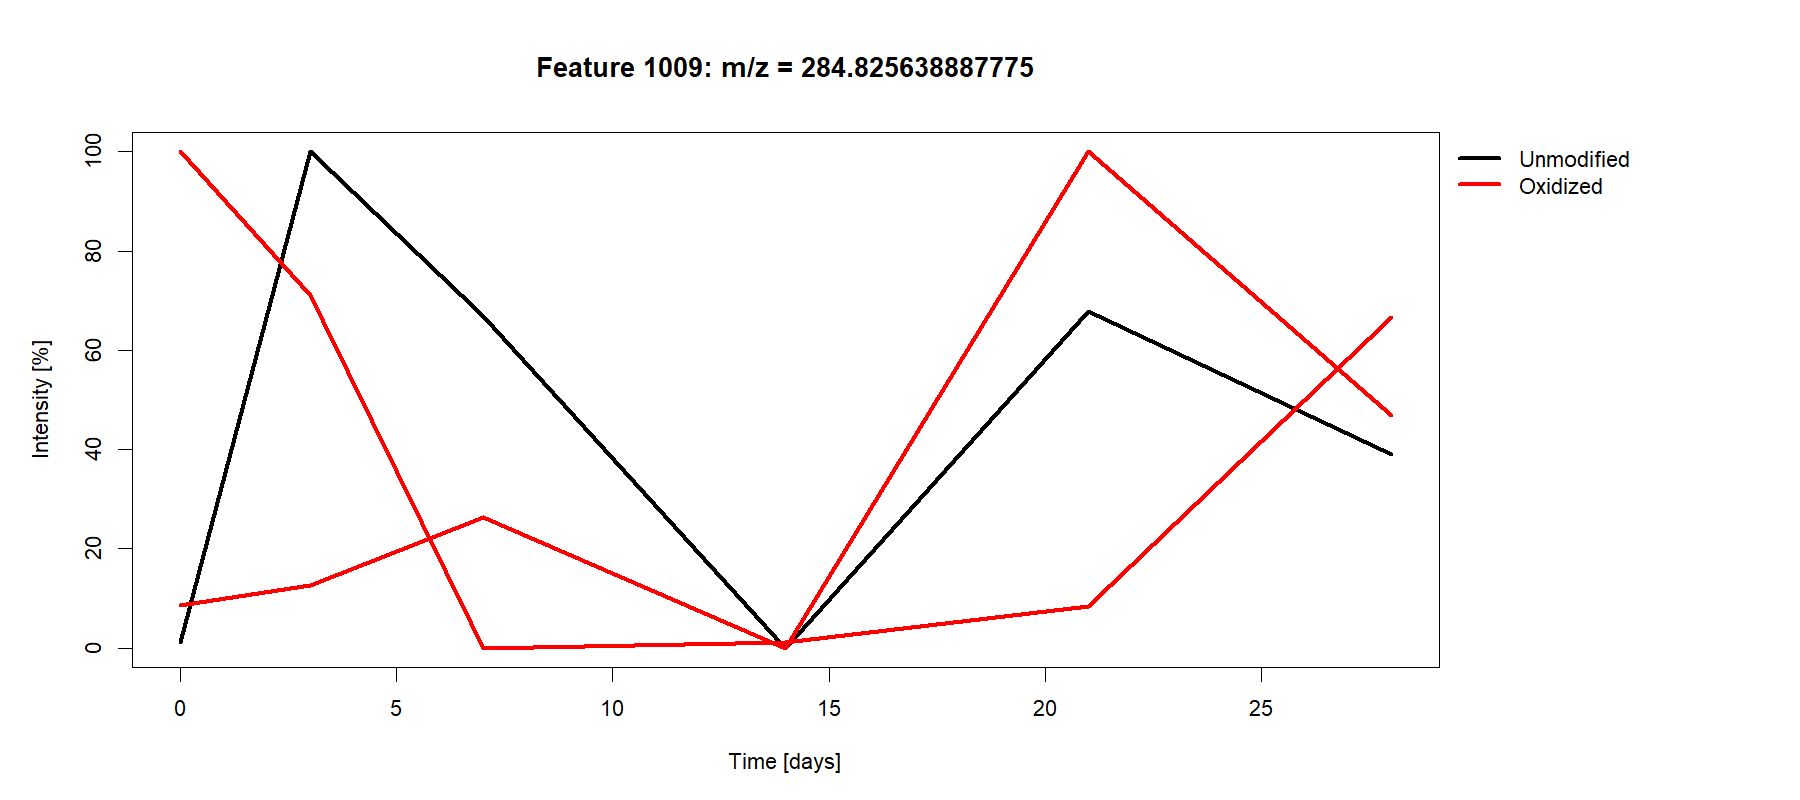 Feature 1009: m/z = 284.825638887775
Unmodified
Oxidized
Intensity [%]
100
80
60
40
20
0
0 5 10 15 20 25
Time [days]